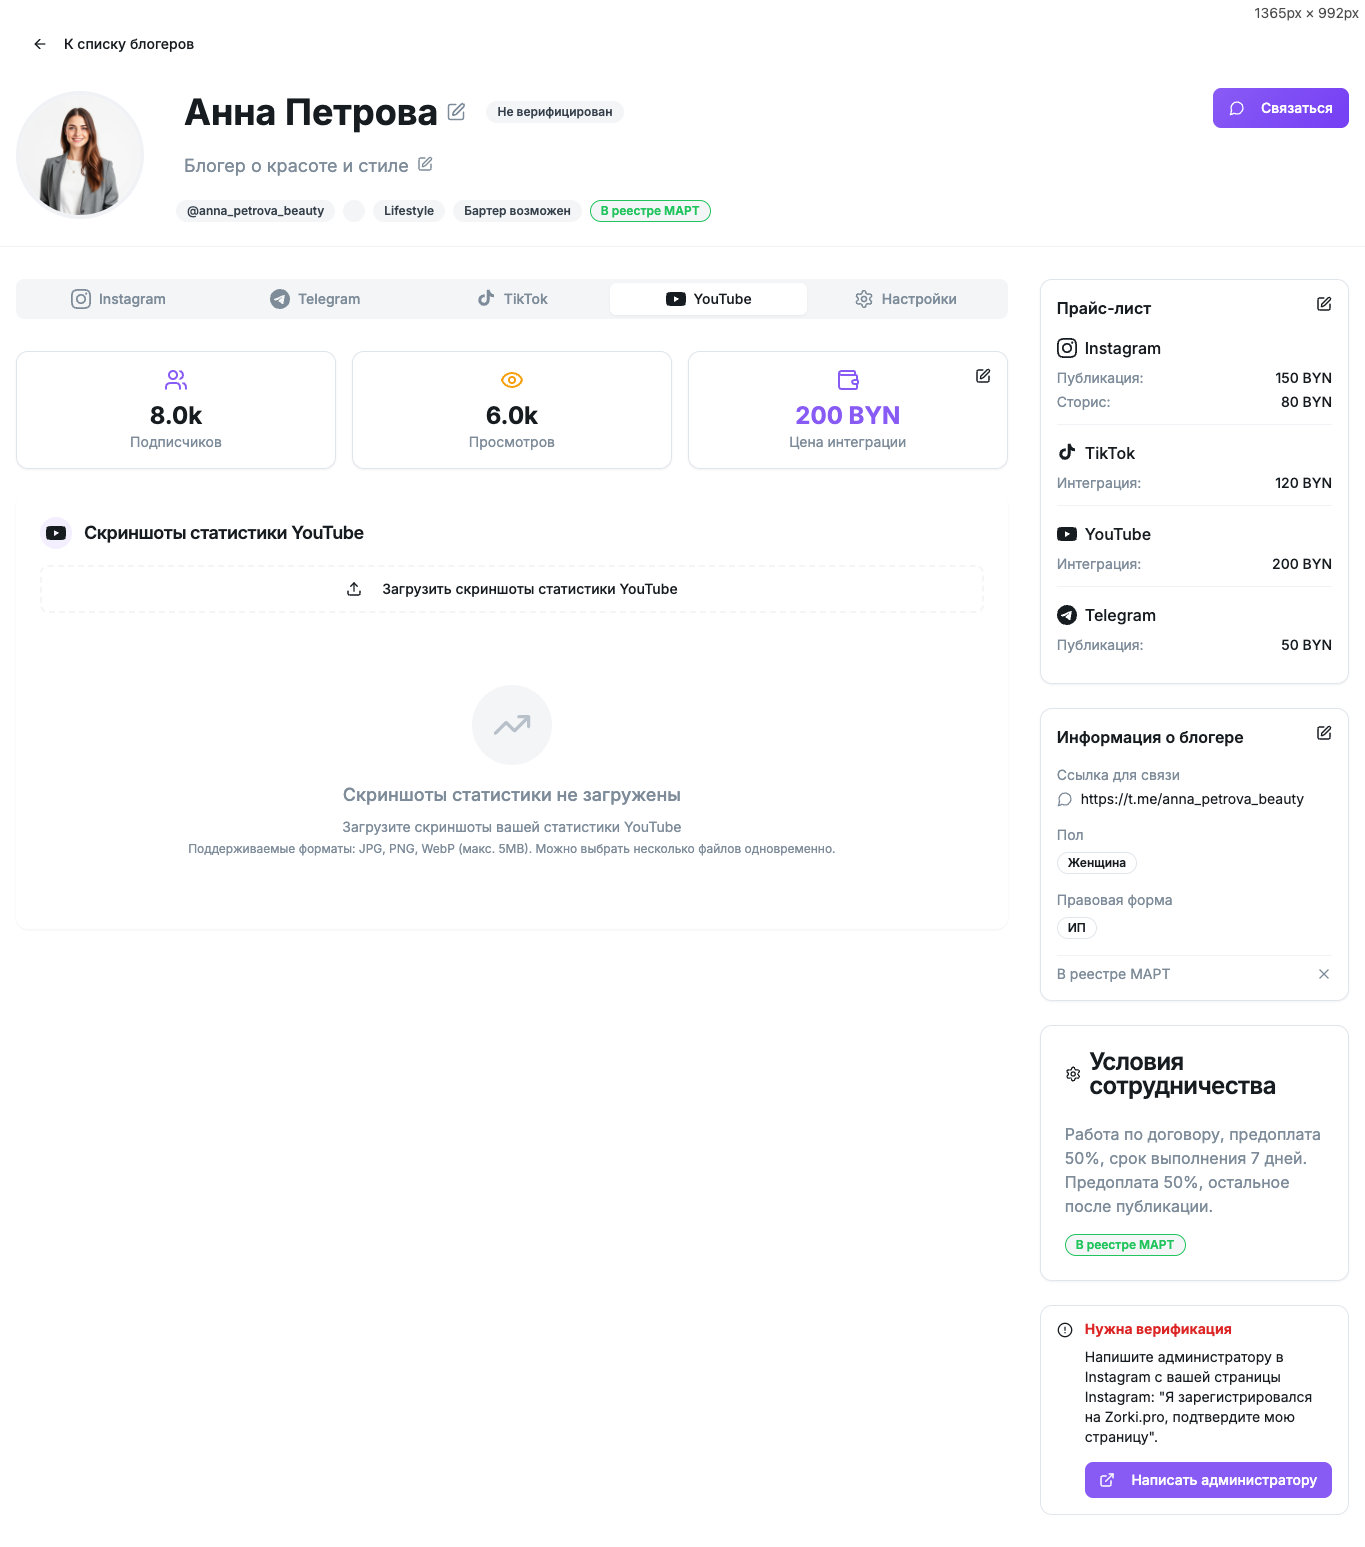 1365px × 992px
К списку блогеров
Анна Петрова
Не верифицирован
Связаться
Блогер о красоте и стиле
@anna_petrova_beauty
Lifestyle
Бартер возможен
В реестре МАРТ
Instagram
Telegram
TikTok
YouTube
Настройки
8.0k
Подписчиков
6.0k
Просмотров
200 BYN
Цена интеграции
Скриншоты статистики YouTube
Загрузить скриншоты статистики YouTube
Скриншоты статистики не загружены
Загрузите скриншоты вашей статистики YouTube
Поддерживаемые форматы: JPG, PNG, WebP (макс. 5MB). Можно выбрать несколько файлов одновременно.
Прайс-лист
Instagram
Публикация: 150 BYN
Сторис: 80 BYN
TikTok
Интеграция: 120 BYN
YouTube
Интеграция: 200 BYN
Telegram
Публикация: 50 BYN
Информация о блогере
Ссылка для связи
https://t.me/anna_petrova_beauty
Пол
Женщина
Правовая форма
ИП
В реестре МАРТ
Условия
сотрудничества
Работа по договору, предоплата
50%, срок выполнения 7 дней.
Предоплата 50%, остальное
после публикации.
В реестре МАРТ
Нужна верификация
Напишите администратору в
Instagram с вашей страницы
Instagram: "Я зарегистрировался
на Zorki.pro, подтвердите мою
страницу".
Написать администратору